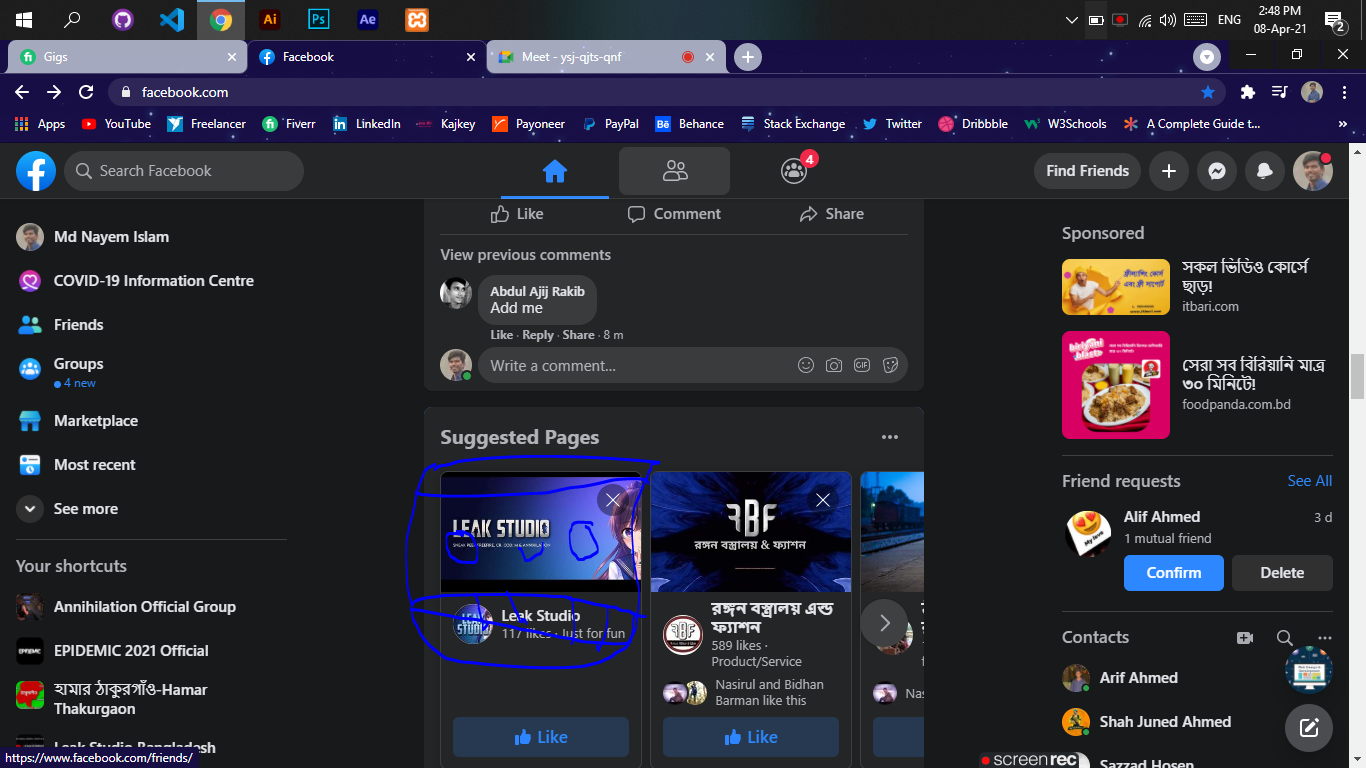 ENG
2:48 PM
08-Apr-21
2
Gigs
Facebook
Meet - ysj-qjts-qnf
facebook.com
Apps
YouTube
Freelancer
Fiverr
LinkedIn
Kajkey
Payoneer
PayPal
Behance
Stack Exchange
Twitter
Dribbble
W3Schools
A Complete Guide t...
Search Facebook
4
Find Friends
Md Nayem Islam
COVID-19 Information Centre
Friends
Groups
4 new
Marketplace
Most recent
See more
Your shortcuts
Annihilation Official Group
EPIDEMIC 2021 Official
হামার ঠাকুরগাঁও-Hamar
Thakurgaon
Leak Studio Bangladesh
https://www.facebook.com/friends/
Like
Comment
Share
View previous comments
Abdul Ajij Rakib
Add me
Like · Reply · Share · 8 m
Write a comment...
GIF
Suggested Pages
LEAK STUDIO
Leak Studio
117 likes · Just for fun
Like
RBF
রঙ্গন বস্ত্রালয় & ফ্যাশন
রঙ্গন বস্ত্রালয় এন্ড
ফ্যাশন
589 likes ·
Product/Service
Nasirul and Bidhan
Barman like this
Like
Sponsored
সকল ভিডিও কোর্সে
ছাড়!
itbari.com
সেরা সব বিরিয়ানি মাত্র
৩০ মিনিটে!
foodpanda.com.bd
Friend requests
See All
Alif Ahmed
3 d
1 mutual friend
Confirm
Delete
Contacts
Arif Ahmed
Shah Juned Ahmed
Sazzad Hosen
screenrec